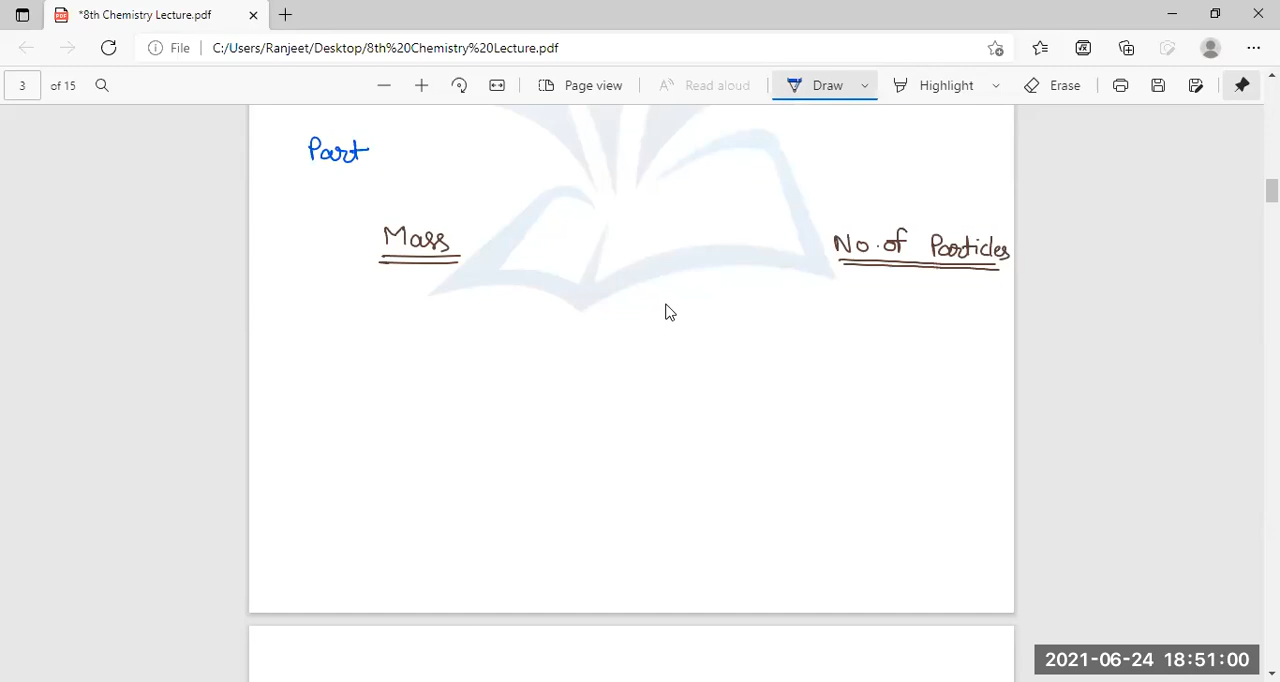 *8th Chemistry Lecture.pdf
File C:/Users/Ranjeet/Desktop/8th%20Chemistry%20Lecture.pdf
3 of 15 Page view Read aloud Draw Highlight Erase
Part
Mass No. of Particles
2021-06-24 18:51:00